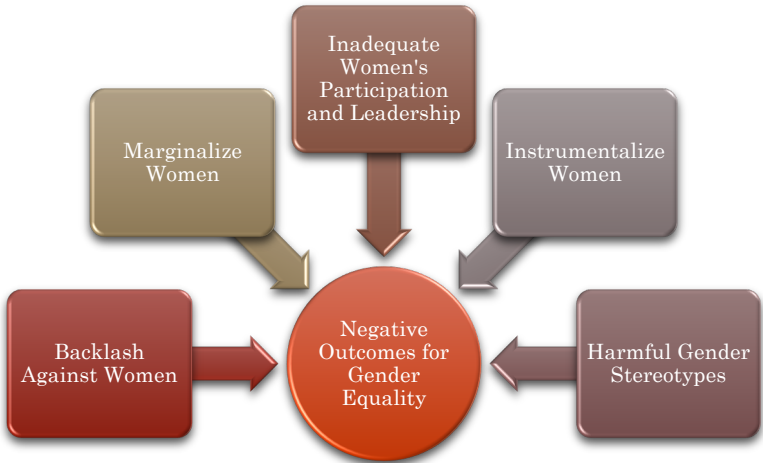 Inadequate
Women's
Participation
and Leadership
Marginalize
Women
Instrumentalize
Women
Backlash
Against Women
Negative
Outcomes for
Gender
Equality
Harmful Gender
Stereotypes